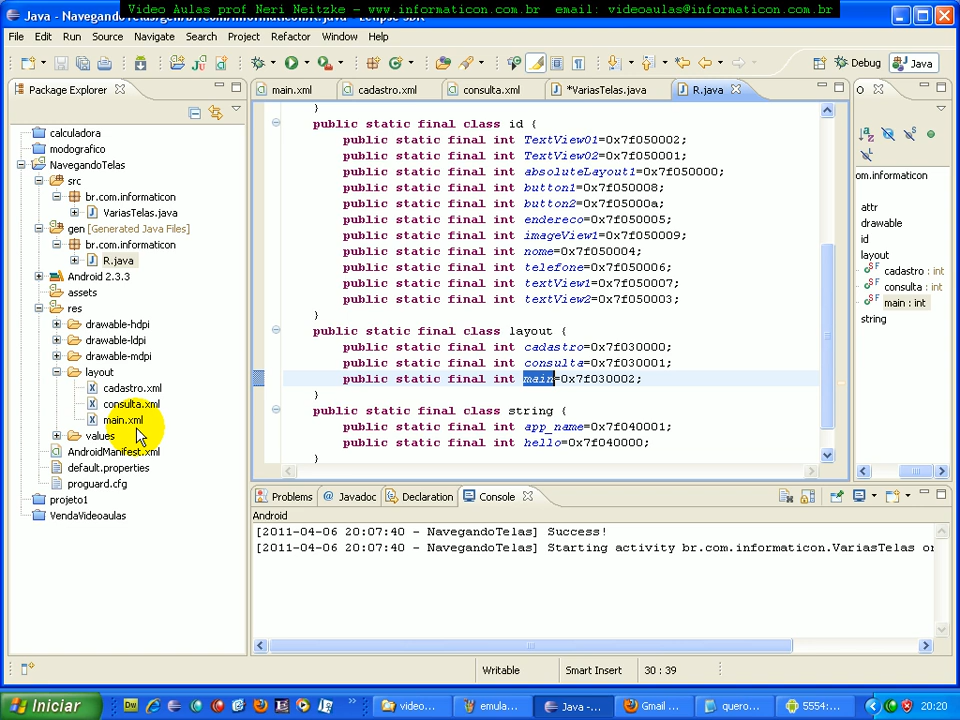 Video Aulas prof Neri Neitzke - www.informaticon.com.br email: videoaulas@informaticon.com.br
File Edit Run Source Navigate Search Project Refactor Window Help
Debug
Java
Package Explorer
main.xml
cadastro.xml
consulta.xml
*VariasTelas.java
R.java
O
calculadora
modografico
NavegandoTelas
src
br.com.informaticon
VariasTelas.java
gen [Generated Java Files]
br.com.informaticon
R.java
Android 2.3.3
assets
res
drawable-hdpi
drawable-ldpi
drawable-mdpi
layout
cadastro.xml
consulta.xml
main.xml
values
AndroidManifest.xml
default.properties
proguard.cfg
projeto1
VendaVideoaulas
}
public static final class id {
public static final int TextView01=0x7f050002;
public static final int TextView02=0x7f050001;
public static final int absoluteLayout1=0x7f050000;
public static final int button1=0x7f050008;
public static final int button2=0x7f05000a;
public static final int endereco=0x7f050005;
public static final int imageView1=0x7f050009;
public static final int nome=0x7f050004;
public static final int telefone=0x7f050006;
public static final int textView1=0x7f050007;
public static final int textView2=0x7f050003;
}
public static final class layout {
public static final int cadastro=0x7f030000;
public static final int consulta=0x7f030001;
public static final int main=0x7f030002;
}
public static final class string {
public static final int app_name=0x7f040001;
public static final int hello=0x7f040000;
}
om.informaticon
attr
drawable
id
layout
cadastro : int
consulta : int
main : int
string
Problems
Javadoc
Declaration
Console
Android
[2011-04-06 20:07:40 - NavegandoTelas] Success!
[2011-04-06 20:07:40 - NavegandoTelas] Starting activity br.com.informaticon.VariasTelas or
Writable
Smart Insert
30 : 39
Iniciar
video...
emula...
Java -...
Gmail ...
quero...
5554:...
20:20